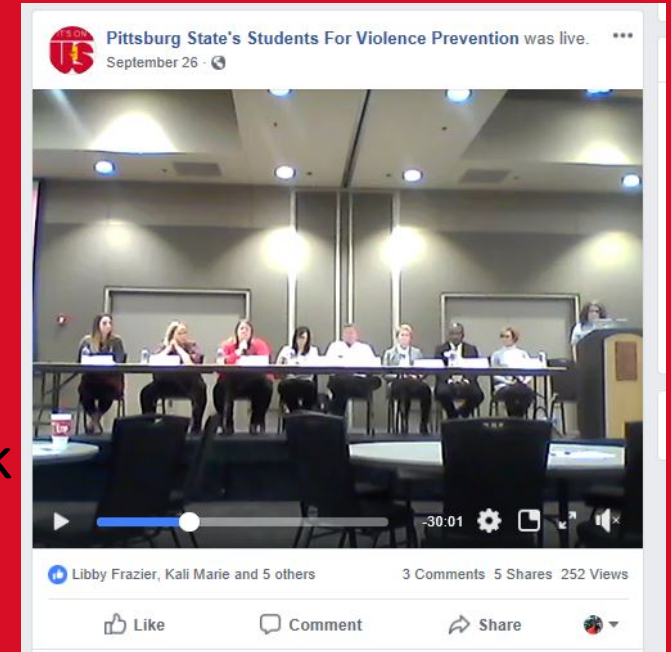 IT'S ON
US
Pittsburg State's Students For Violence Prevention was live.
September 26 ·
-30:01
Libby Frazier, Kali Marie and 5 others
3 Comments 5 Shares 252 Views
Like
Comment
Share
k